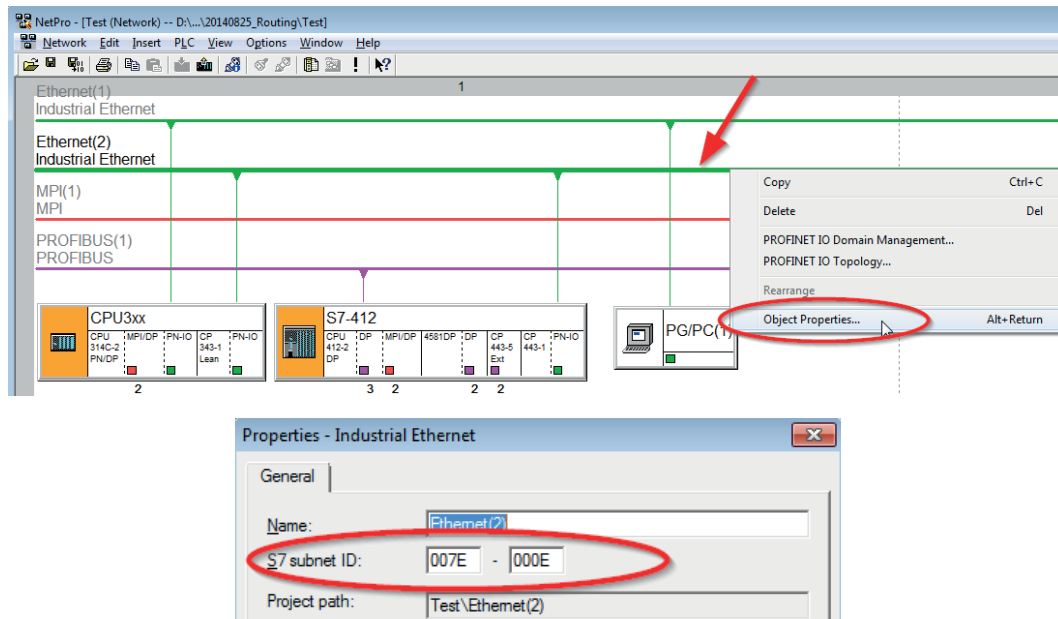 NetPro - [Test (Network) -- D:\...\20140825_Routing\Test]
Network Edit Insert PLC View Options Window Help
1
Ethernet(1)
Industrial Ethernet
Ethernet(2)
Industrial Ethernet
MPI(1)
MPI
PROFIBUS(1)
PROFIBUS
Copy Ctrl+C
Delete Del
PROFINET IO Domain Management...
PROFINET IO Topology...
Rearrange
Object Properties... Alt+Return
CPU3xx
CPU 314C-2 PN/DP
MPI/DP
PN-IO
CP 343-1 Lean
PN-IO
2
S7-412
CPU 412-2 DP
DP
MPI/DP
4581DP
DP
CP 443-5 Ext
CP 443-1
PN-IO
3 2 2 2
PG/PC(1)
Properties - Industrial Ethernet
General
Name: Ethernet(2)
S7 subnet ID: 007E - 000E
Project path: Test\Ethernet(2)